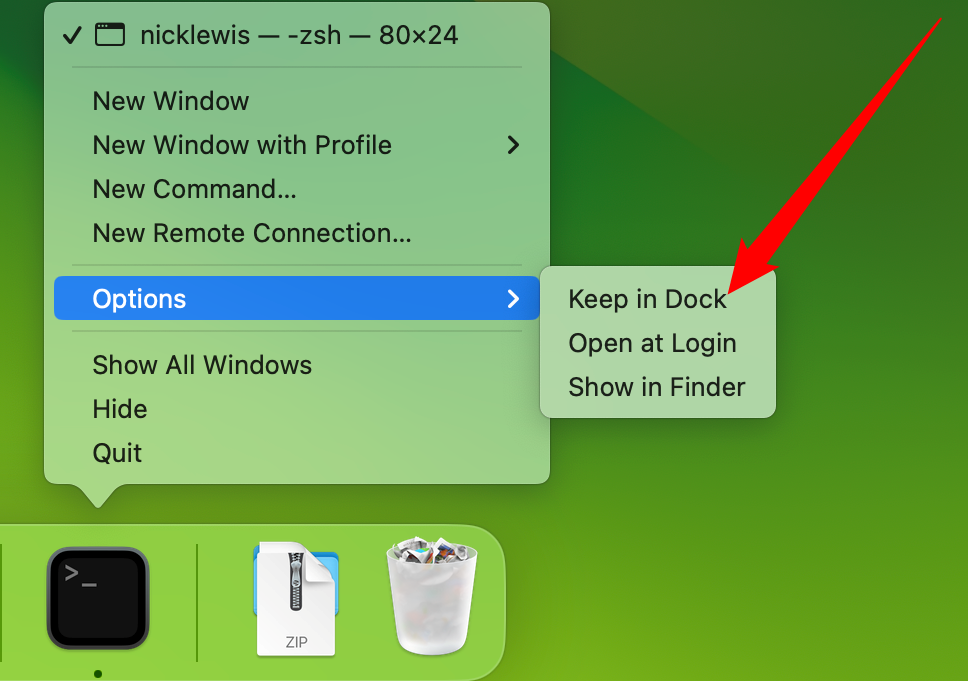 nicklewis — -zsh — 80×24
New Window
New Window with Profile
New Command...
New Remote Connection...
Options
Keep in Dock
Open at Login
Show in Finder
Show All Windows
Hide
Quit
>_
ZIP